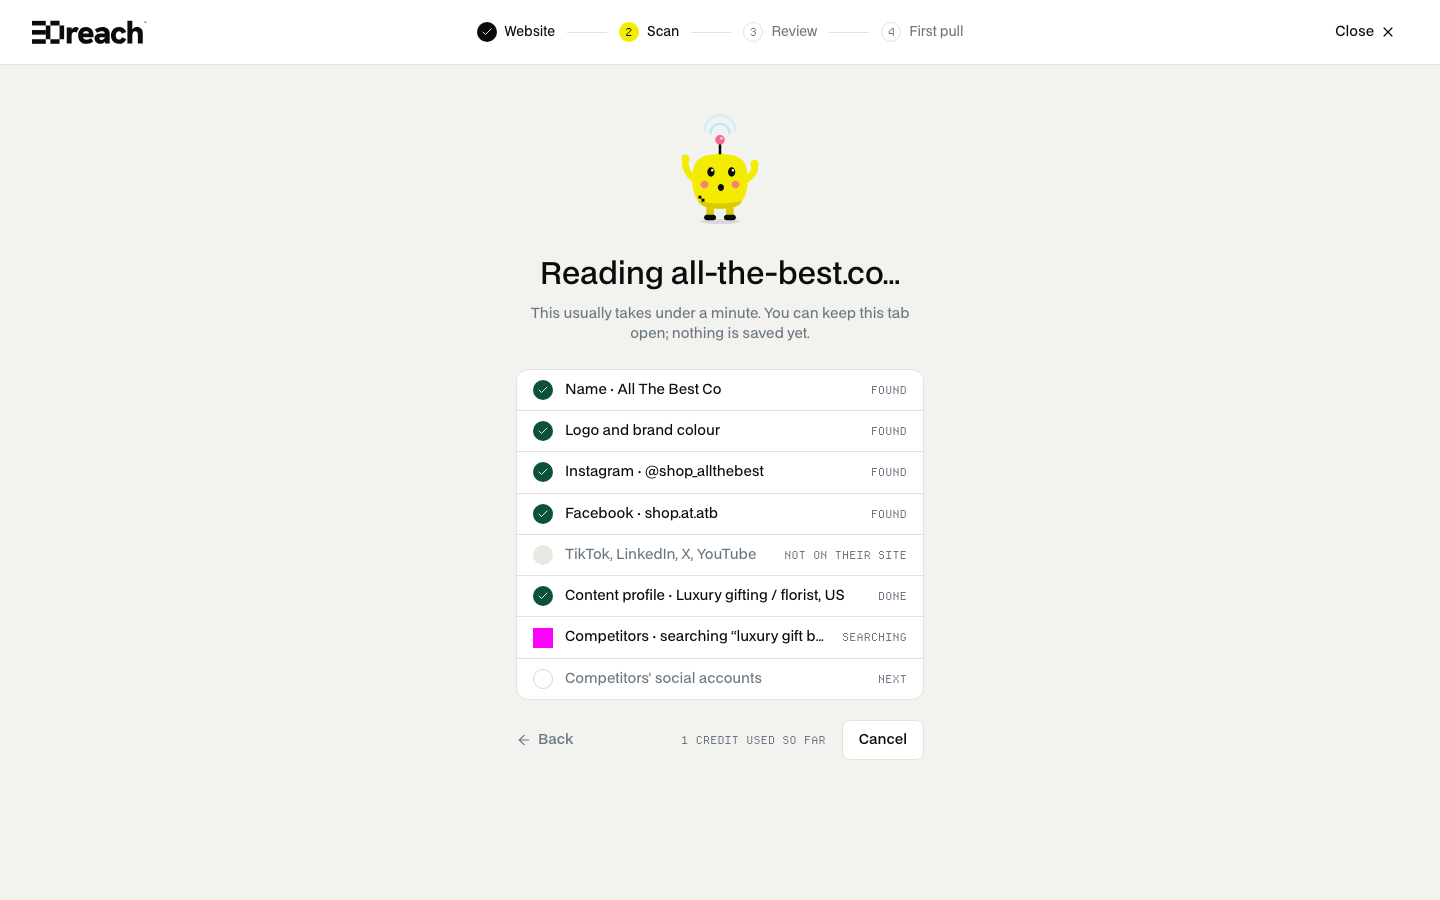 reach
Website
2 Scan
3 Review
4 First pull
Close
Reading all-the-best.co...
This usually takes under a minute. You can keep this tab
open; nothing is saved yet.
Name · All The Best Co FOUND
Logo and brand colour FOUND
Instagram · @shop_allthebest FOUND
Facebook · shop.at.atb FOUND
TikTok, LinkedIn, X, YouTube NOT ON THEIR SITE
Content profile · Luxury gifting / florist, US DONE
Competitors · searching “luxury gift b... SEARCHING
Competitors’ social accounts NEXT
Back
1 CREDIT USED SO FAR
Cancel